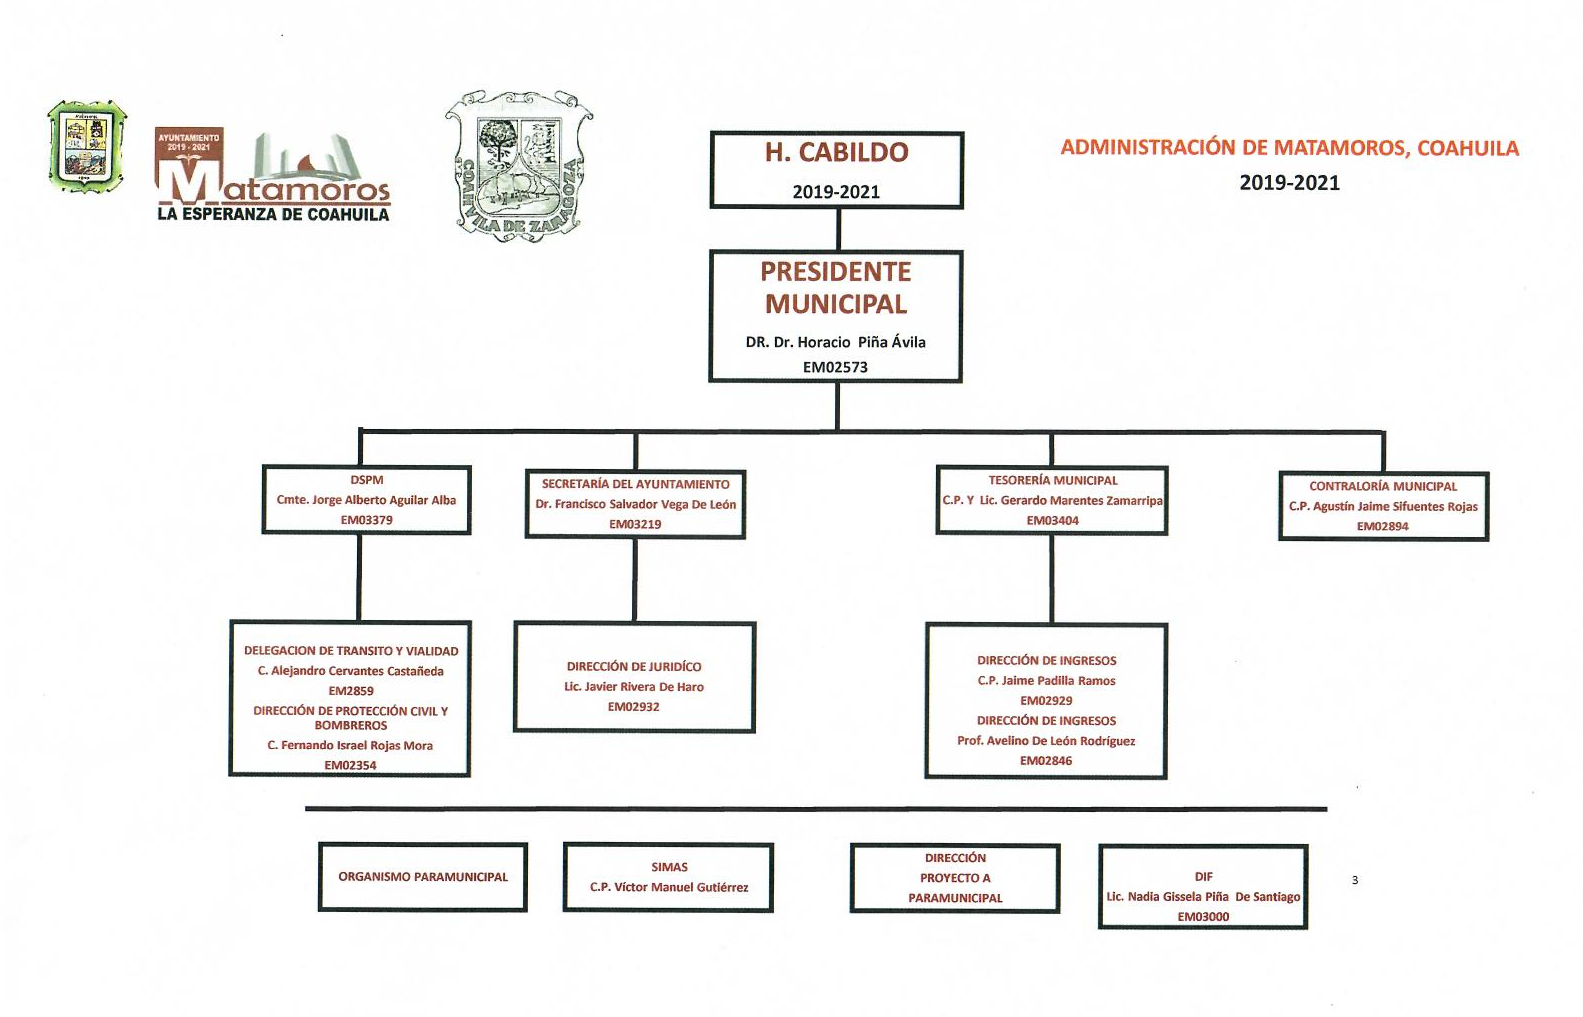 AYUNTAMIENTO
2019 - 2021
Matamoros
LA ESPERANZA DE COAHUILA
COAHVILA DE ZARAGOZA
H. CABILDO
2019-2021
ADMINISTRACIÓN DE MATAMOROS, COAHUILA
2019-2021
PRESIDENTE
MUNICIPAL
DR. Dr. Horacio Piña Ávila
EM02573
DSPM
Cmte. Jorge Alberto Aguilar Alba
EM03379
SECRETARÍA DEL AYUNTAMIENTO
Dr. Francisco Salvador Vega De León
EM03219
TESORERÍA MUNICIPAL
C.P. Y Lic. Gerardo Marentes Zamarripa
EM03404
CONTRALORÍA MUNICIPAL
C.P. Agustín Jaime Sifuentes Rojas
EM02894
DELEGACION DE TRANSITO Y VIALIDAD
C. Alejandro Cervantes Castañeda
EM2859
DIRECCIÓN DE PROTECCIÓN CIVIL Y
BOMBREROS
C. Fernando Israel Rojas Mora
EM02354
DIRECCIÓN DE JURIDÍCO
Lic. Javier Rivera De Haro
EM02932
DIRECCIÓN DE INGRESOS
C.P. Jaime Padilla Ramos
EM02929
DIRECCIÓN DE INGRESOS
Prof. Avelino De León Rodríguez
EM02846
ORGANISMO PARAMUNICIPAL
SIMAS
C.P. Víctor Manuel Gutiérrez
DIRECCIÓN
PROYECTO A
PARAMUNICIPAL
DIF
Lic. Nadia Gissela Piña De Santiago
EM03000
3